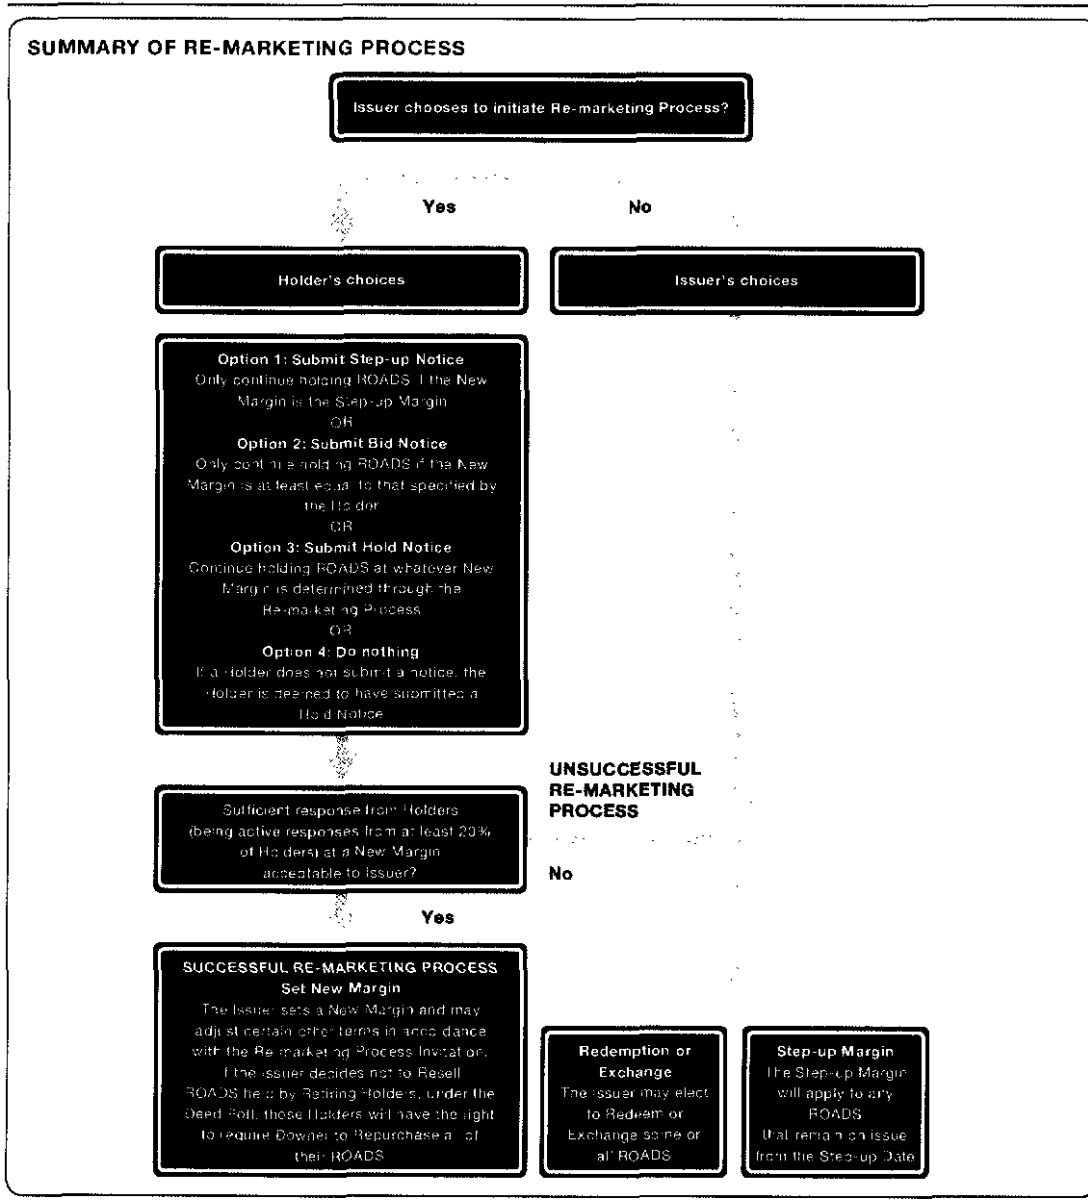 SUMMARY OF RE-MARKETING PROCESS
Issuer chooses to initiate Re-marketing Process?
Yes
No
Holder's choices
Issuer's choices
Option 1: Submit Step-up Notice
Only continue holding ROADS if the New
Margin is the Step-up Margin
OR
Option 2: Submit Bid Notice
Only continue holding ROADS if the New
Margin is at least equal to that specified by
the Holder
OR
Option 3: Submit Hold Notice
Continue holding ROADS at whatever New
Margin is determined through the
Re-marketing Process
OR
Option 4: Do nothing
If a Holder does not submit a notice, the
Holder is deemed to have submitted a
Hold Notice
UNSUCCESSFUL
RE-MARKETING
PROCESS
Sufficient response from Holders
(being active responses from at least 20%
of Holders) at a New Margin
acceptable to Issuer?
No
Yes
SUCCESSFUL RE-MARKETING PROCESS
Set New Margin
The Issuer sets a New Margin and may
adjust certain other terms in accordance
with the Re-marketing Process Invitation.
If the Issuer decides not to Resell
ROADS held by Retiring Holders, under the
Deed Poll, those Holders will have the right
to require Downer to Repurchase all of
their ROADS
Redemption or
Exchange
The Issuer may elect
to Redeem or
Exchange some or
all ROADS
Step-up Margin
The Step-up Margin
will apply to any
ROADS
that remain on issue
from the Step-up Date